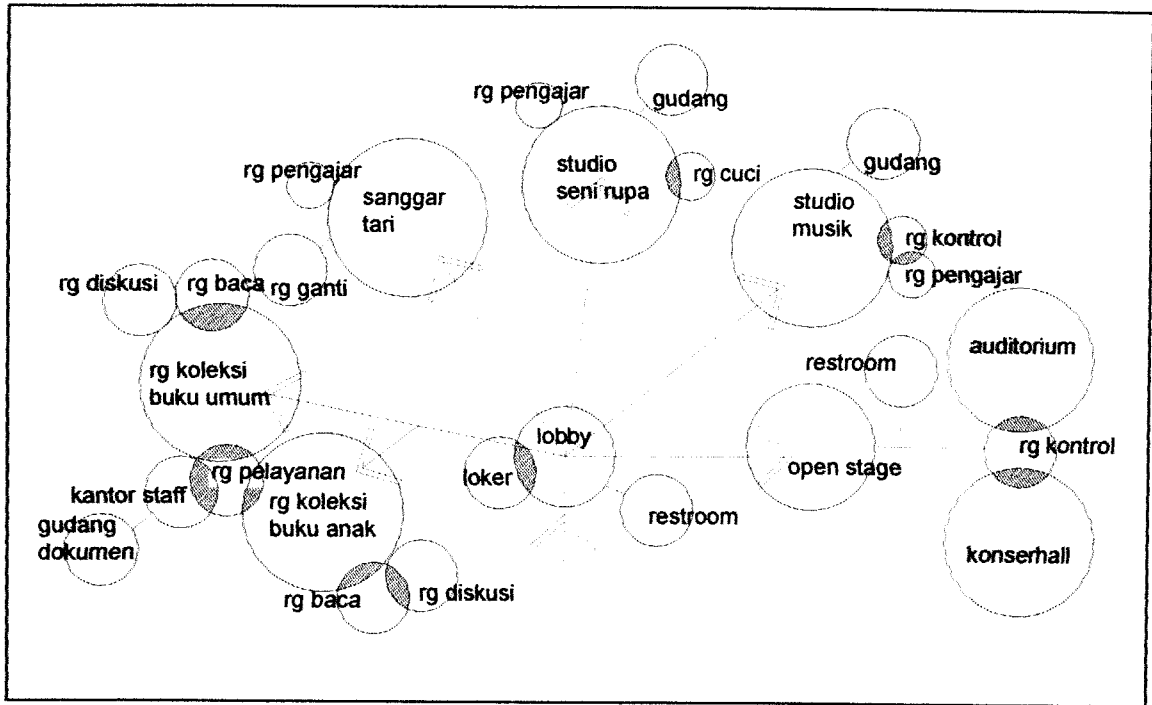 rg pengajar
gudang
studio
seni rupa
rg cuci
gudang
rg pengajar
sanggar
tari
studio
musik
rg kontrol
rg pengajar
rg diskusi
rg baca
rg ganti
restroom
auditorium
rg koleksi
buku umum
lobby
loker
open stage
rg kontrol
rg pelayanan
kantor staff
rg koleksi
buku anak
gudang
dokumen
restroom
konserhall
rg baca
rg diskusi